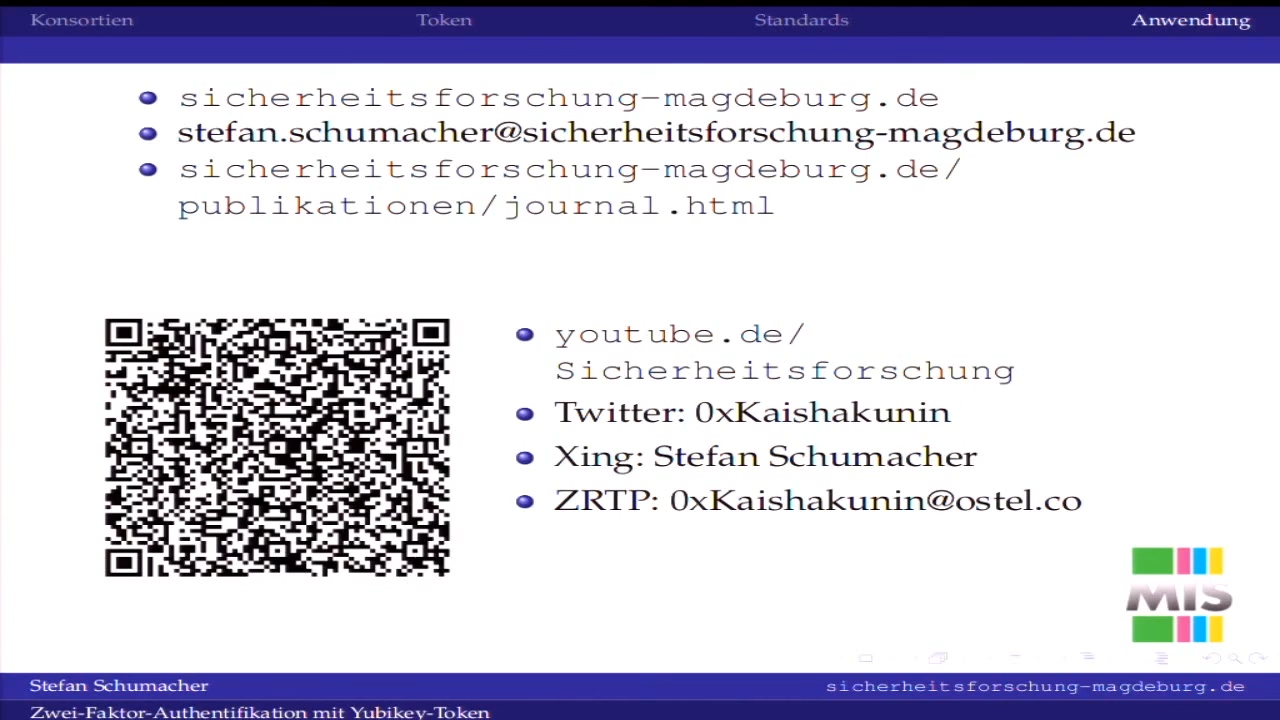 Konsortien Token Standards Anwendung
sicherheitsforschung-magdeburg.de
stefan.schumacher@sicherheitsforschung-magdeburg.de
sicherheitsforschung-magdeburg.de/
publikationen/journal.html
youtube.de/
Sicherheitsforschung
Twitter: 0xKaishakunin
Xing: Stefan Schumacher
ZRTP: 0xKaishakunin@ostel.co
MIS
Stefan Schumacher sicherheitsforschung-magdeburg.de
Zwei-Faktor-Authentifikation mit Yubikey-Token